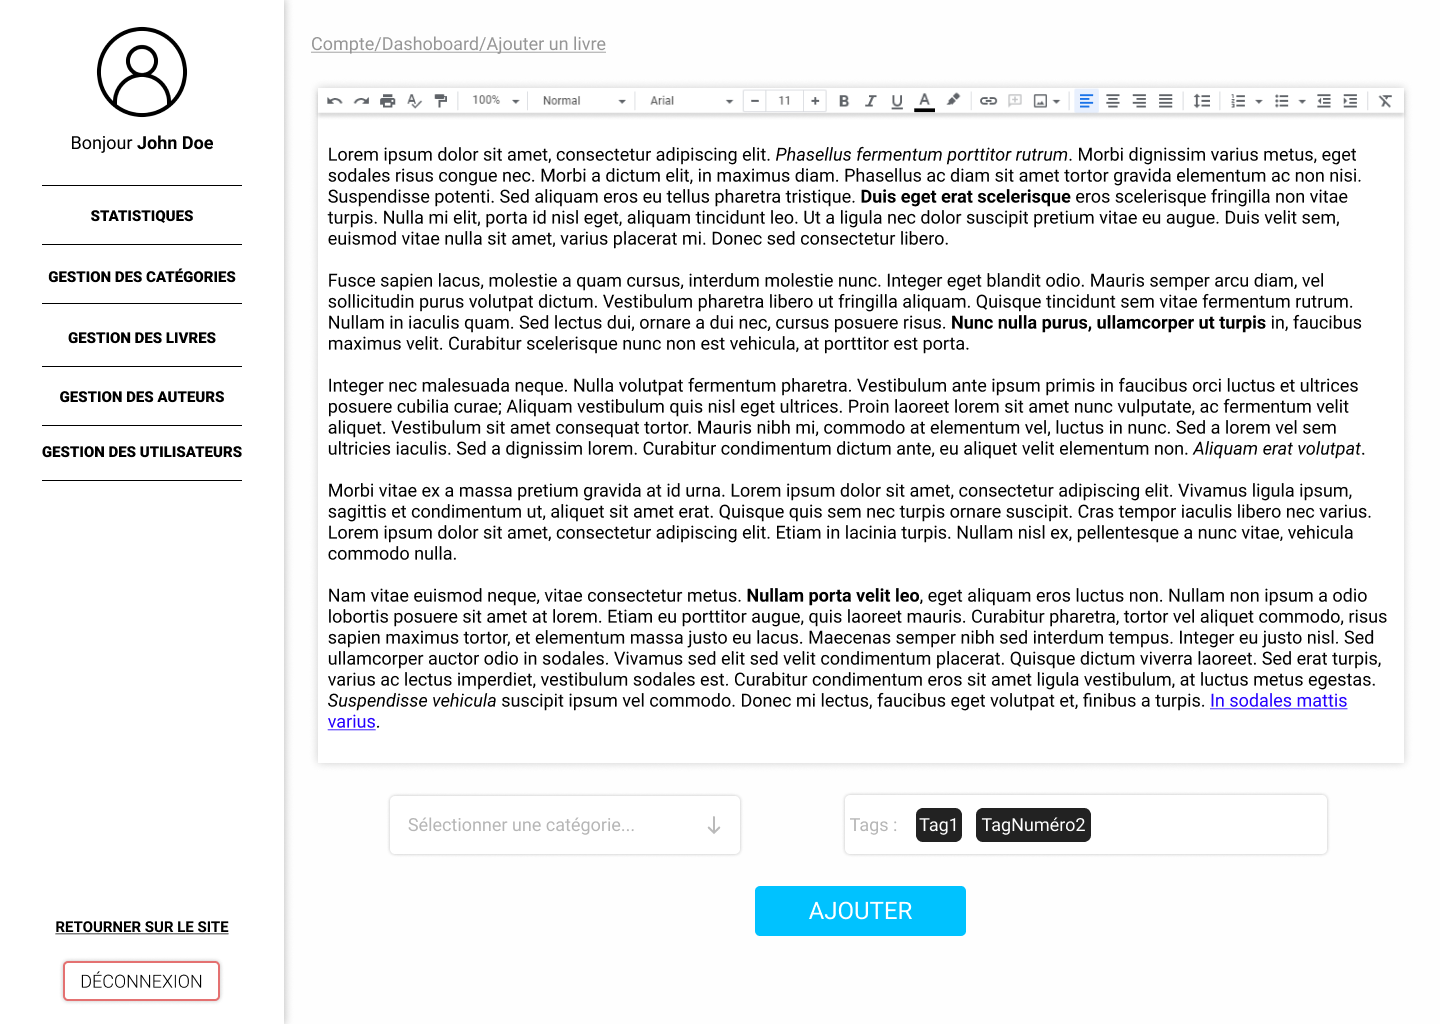 Bonjour John Doe
STATISTIQUES
GESTION DES CATÉGORIES
GESTION DES LIVRES
GESTION DES AUTEURS
GESTION DES UTILISATEURS
RETOURNER SUR LE SITE
DÉCONNEXION
Compte/Dashoboard/Ajouter un livre
100% Normal Arial − 11 + B I U A
Lorem ipsum dolor sit amet, consectetur adipiscing elit. Phasellus fermentum porttitor rutrum. Morbi dignissim varius metus, eget
sodales risus congue nec. Morbi a dictum elit, in maximus diam. Phasellus ac diam sit amet tortor gravida elementum ac non nisi.
Suspendisse potenti. Sed aliquam eros eu tellus pharetra tristique. Duis eget erat scelerisque eros scelerisque fringilla non vitae
turpis. Nulla mi elit, porta id nisl eget, aliquam tincidunt leo. Ut a ligula nec dolor suscipit pretium vitae eu augue. Duis velit sem,
euismod vitae nulla sit amet, varius placerat mi. Donec sed consectetur libero.
Fusce sapien lacus, molestie a quam cursus, interdum molestie nunc. Integer eget blandit odio. Mauris semper arcu diam, vel
sollicitudin purus volutpat dictum. Vestibulum pharetra libero ut fringilla aliquam. Quisque tincidunt sem vitae fermentum rutrum.
Nullam in iaculis quam. Sed lectus dui, ornare a dui nec, cursus posuere risus. Nunc nulla purus, ullamcorper ut turpis in, faucibus
maximus velit. Curabitur scelerisque nunc non est vehicula, at porttitor est porta.
Integer nec malesuada neque. Nulla volutpat fermentum pharetra. Vestibulum ante ipsum primis in faucibus orci luctus et ultrices
posuere cubilia curae; Aliquam vestibulum quis nisl eget ultrices. Proin laoreet lorem sit amet nunc vulputate, ac fermentum velit
aliquet. Vestibulum sit amet consequat tortor. Mauris nibh mi, commodo at elementum vel, luctus in nunc. Sed a lorem vel sem
ultricies iaculis. Sed a dignissim lorem. Curabitur condimentum dictum ante, eu aliquet velit elementum non. Aliquam erat volutpat.
Morbi vitae ex a massa pretium gravida at id urna. Lorem ipsum dolor sit amet, consectetur adipiscing elit. Vivamus ligula ipsum,
sagittis et condimentum ut, aliquet sit amet erat. Quisque quis sem nec turpis ornare suscipit. Cras tempor iaculis libero nec varius.
Lorem ipsum dolor sit amet, consectetur adipiscing elit. Etiam in lacinia turpis. Nullam nisl ex, pellentesque a nunc vitae, vehicula
commodo nulla.
Nam vitae euismod neque, vitae consectetur metus. Nullam porta velit leo, eget aliquam eros luctus non. Nullam non ipsum a odio
lobortis posuere sit amet at lorem. Etiam eu porttitor augue, quis laoreet mauris. Curabitur pharetra, tortor vel aliquet commodo, risus
sapien maximus tortor, et elementum massa justo eu lacus. Maecenas semper nibh sed interdum tempus. Integer eu justo nisl. Sed
ullamcorper auctor odio in sodales. Vivamus sed elit sed velit condimentum placerat. Quisque dictum viverra laoreet. Sed erat turpis,
varius ac lectus imperdiet, vestibulum sodales est. Curabitur condimentum eros sit amet ligula vestibulum, at luctus metus egestas.
Suspendisse vehicula suscipit ipsum vel commodo. Donec mi lectus, faucibus eget volutpat et, finibus a turpis. In sodales mattis
varius.
Sélectionner une catégorie...
Tags : Tag1 TagNuméro2
AJOUTER